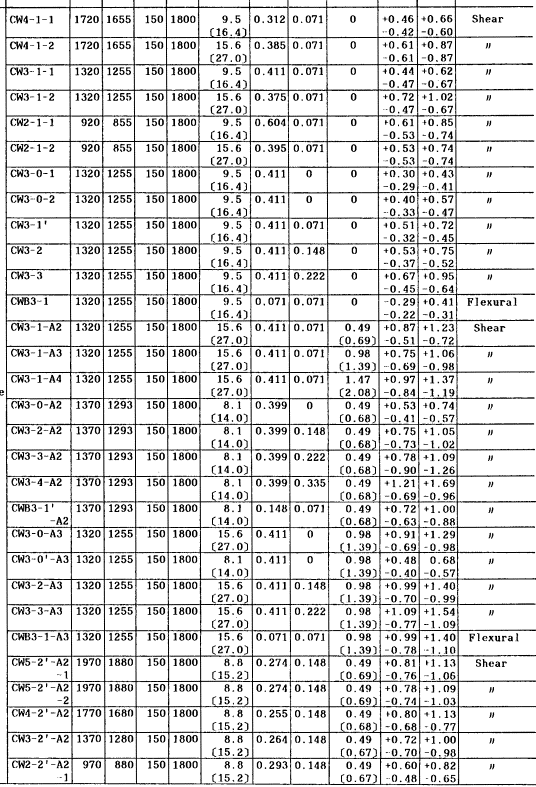 CW4-1-1 1720 1655 150 1800 9.5 0.312 0.071 0 +0.46 +0.66 Shear
(16.4) -0.42 -0.60
CW4-1-2 1720 1655 150 1800 15.6 0.385 0.071 0 +0.61 +0.87 〃
(27.0) -0.61 -0.87
CW3-1-1 1320 1255 150 1800 9.5 0.411 0.071 0 +0.44 +0.62 〃
(16.4) -0.47 -0.67
CW3-1-2 1320 1255 150 1800 15.6 0.375 0.071 0 +0.72 +1.02 〃
(27.0) -0.47 -0.67
CW2-1-1 920 855 150 1800 9.5 0.604 0.071 0 +0.61 +0.85 〃
(16.4) -0.53 -0.74
CW2-1-2 920 855 150 1800 15.6 0.395 0.071 0 +0.53 +0.74 〃
(27.0) -0.53 -0.74
CW3-0-1 1320 1255 150 1800 9.5 0.411 0 0 +0.30 +0.43 〃
(16.4) -0.29 -0.41
CW3-0-2 1320 1255 150 1800 9.5 0.411 0 0 +0.40 +0.57 〃
(16.4) -0.33 -0.47
CW3-1' 1320 1255 150 1800 9.5 0.411 0.071 0 +0.51 +0.72 〃
(16.4) -0.32 -0.45
CW3-2 1320 1255 150 1800 9.5 0.411 0.148 0 +0.53 +0.75 〃
(16.4) -0.37 -0.52
CW3-3 1320 1255 150 1800 9.5 0.411 0.222 0 +0.67 +0.95 〃
(16.4) -0.45 -0.64
CWB3-1 1320 1255 150 1800 9.5 0.071 0.071 0 -0.29 +0.41 Flexural
(16.4) -0.22 -0.31
CW3-1-A2 1320 1255 150 1800 15.6 0.411 0.071 0.49 +0.87 +1.23 Shear
(27.0) (0.69) -0.51 -0.72
CW3-1-A3 1320 1255 150 1800 15.6 0.411 0.071 0.98 +0.75 +1.06 〃
(27.0) (1.39) -0.69 -0.98
CW3-1-A4 1320 1255 150 1800 15.6 0.411 0.071 1.47 +0.97 +1.37 〃
e (27.0) (2.08) -0.84 -1.19
CW3-0-A2 1370 1293 150 1800 8.1 0.399 0 0.49 +0.53 +0.74 〃
(14.0) (0.68) -0.41 -0.57
CW3-2-A2 1370 1293 150 1800 8.1 0.399 0.148 0.49 +0.75 +1.05 〃
(14.0) (0.68) -0.73 -1.02
CW3-3-A2 1370 1293 150 1800 8.1 0.399 0.222 0.49 +0.78 +1.09 〃
(14.0) (0.68) -0.90 -1.26
CW3-4-A2 1370 1293 150 1800 8.1 0.399 0.335 0.49 +1.21 +1.69 〃
(14.0) (0.68) -0.69 -0.96
CWB3-1' 1370 1293 150 1800 8.1 0.148 0.071 0.49 +0.72 +1.00 〃
-A2 (14.0) (0.68) -0.63 -0.88
CW3-0-A3 1320 1255 150 1800 15.6 0.411 0 0.98 +0.91 +1.29 〃
(27.0) (1.39) -0.69 -0.98
CW3-0'-A3 1320 1255 150 1800 8.1 0.411 0 0.98 +0.48 0.68 〃
(14.0) (1.39) -0.40 -0.57
CW3-2-A3 1320 1255 150 1800 15.6 0.411 0.148 0.98 +0.99 +1.40 〃
(27.0) (1.39) -0.70 -0.99
CW3-3-A3 1320 1255 150 1800 15.6 0.411 0.222 0.98 +1.09 +1.54 〃
(27.0) (1.39) -0.77 -1.09
CWB3-1-A3 1320 1255 150 1800 15.6 0.071 0.071 0.98 +0.99 +1.40 Flexural
(27.0) (1.39) -0.78 -1.10
CW5-2'-A2 1970 1880 150 1800 8.8 0.274 0.148 0.49 +0.81 +1.13 Shear
-1 (15.2) (0.69) -0.76 -1.06
CW5-2'-A2 1970 1880 150 1800 8.8 0.274 0.148 0.49 +0.78 +1.09 〃
-2 (15.2) (0.69) -0.74 -1.03
CW4-2'-A2 1770 1680 150 1800 8.8 0.255 0.148 0.49 +0.80 +1.13 〃
(15.2) (0.68) -0.68 -0.77
CW3-2'-A2 1370 1280 150 1800 8.8 0.264 0.148 0.49 +0.72 +1.00 〃
(15.2) (0.67) -0.70 -0.98
CW2-2'-A2 970 880 150 1800 8.8 0.293 0.148 0.49 +0.60 +0.82 〃
-1 (15.2) (0.67) -0.48 -0.65